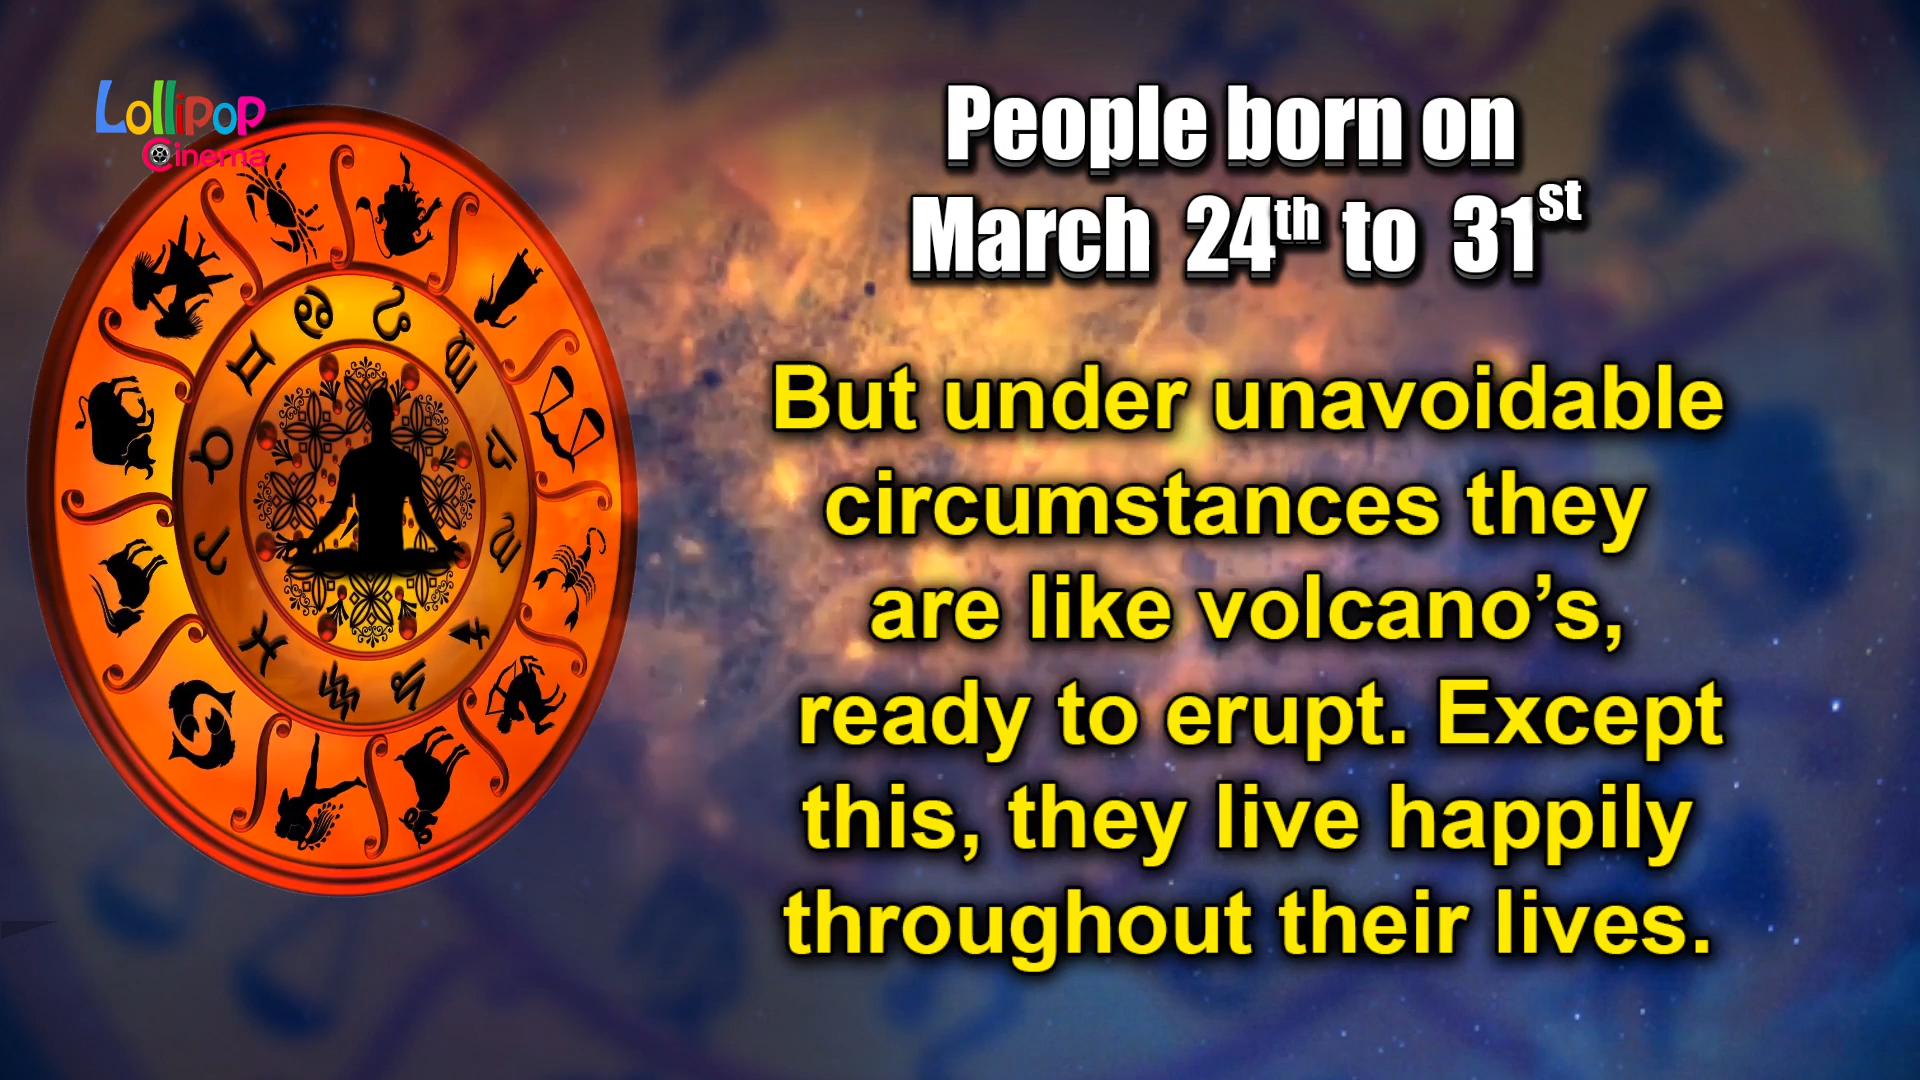 Lollipop
Cinema
People born on
March 24th to 31st
But under unavoidable
circumstances they
are like volcano’s,
ready to erupt. Except
this, they live happily
throughout their lives.